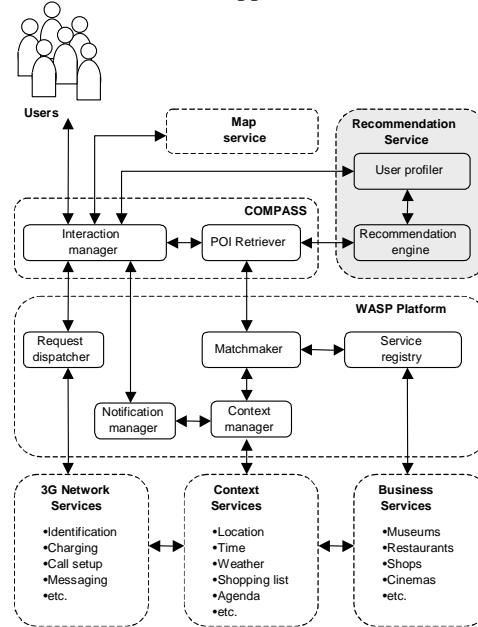 Users
Map
service
Recommendation
Service
User profiler
COMPASS
Interaction
manager
POI Retriever
Recommendation
engine
WASP Platform
Request
dispatcher
Matchmaker
Service
registry
Notification
manager
Context
manager
3G Network
Services
•Identification
•Charging
•Call setup
•Messaging
•etc.
Context
Services
•Location
•Time
•Weather
•Shopping list
•Agenda
•etc.
Business
Services
•Museums
•Restaurants
•Shops
•Cinemas
•etc.